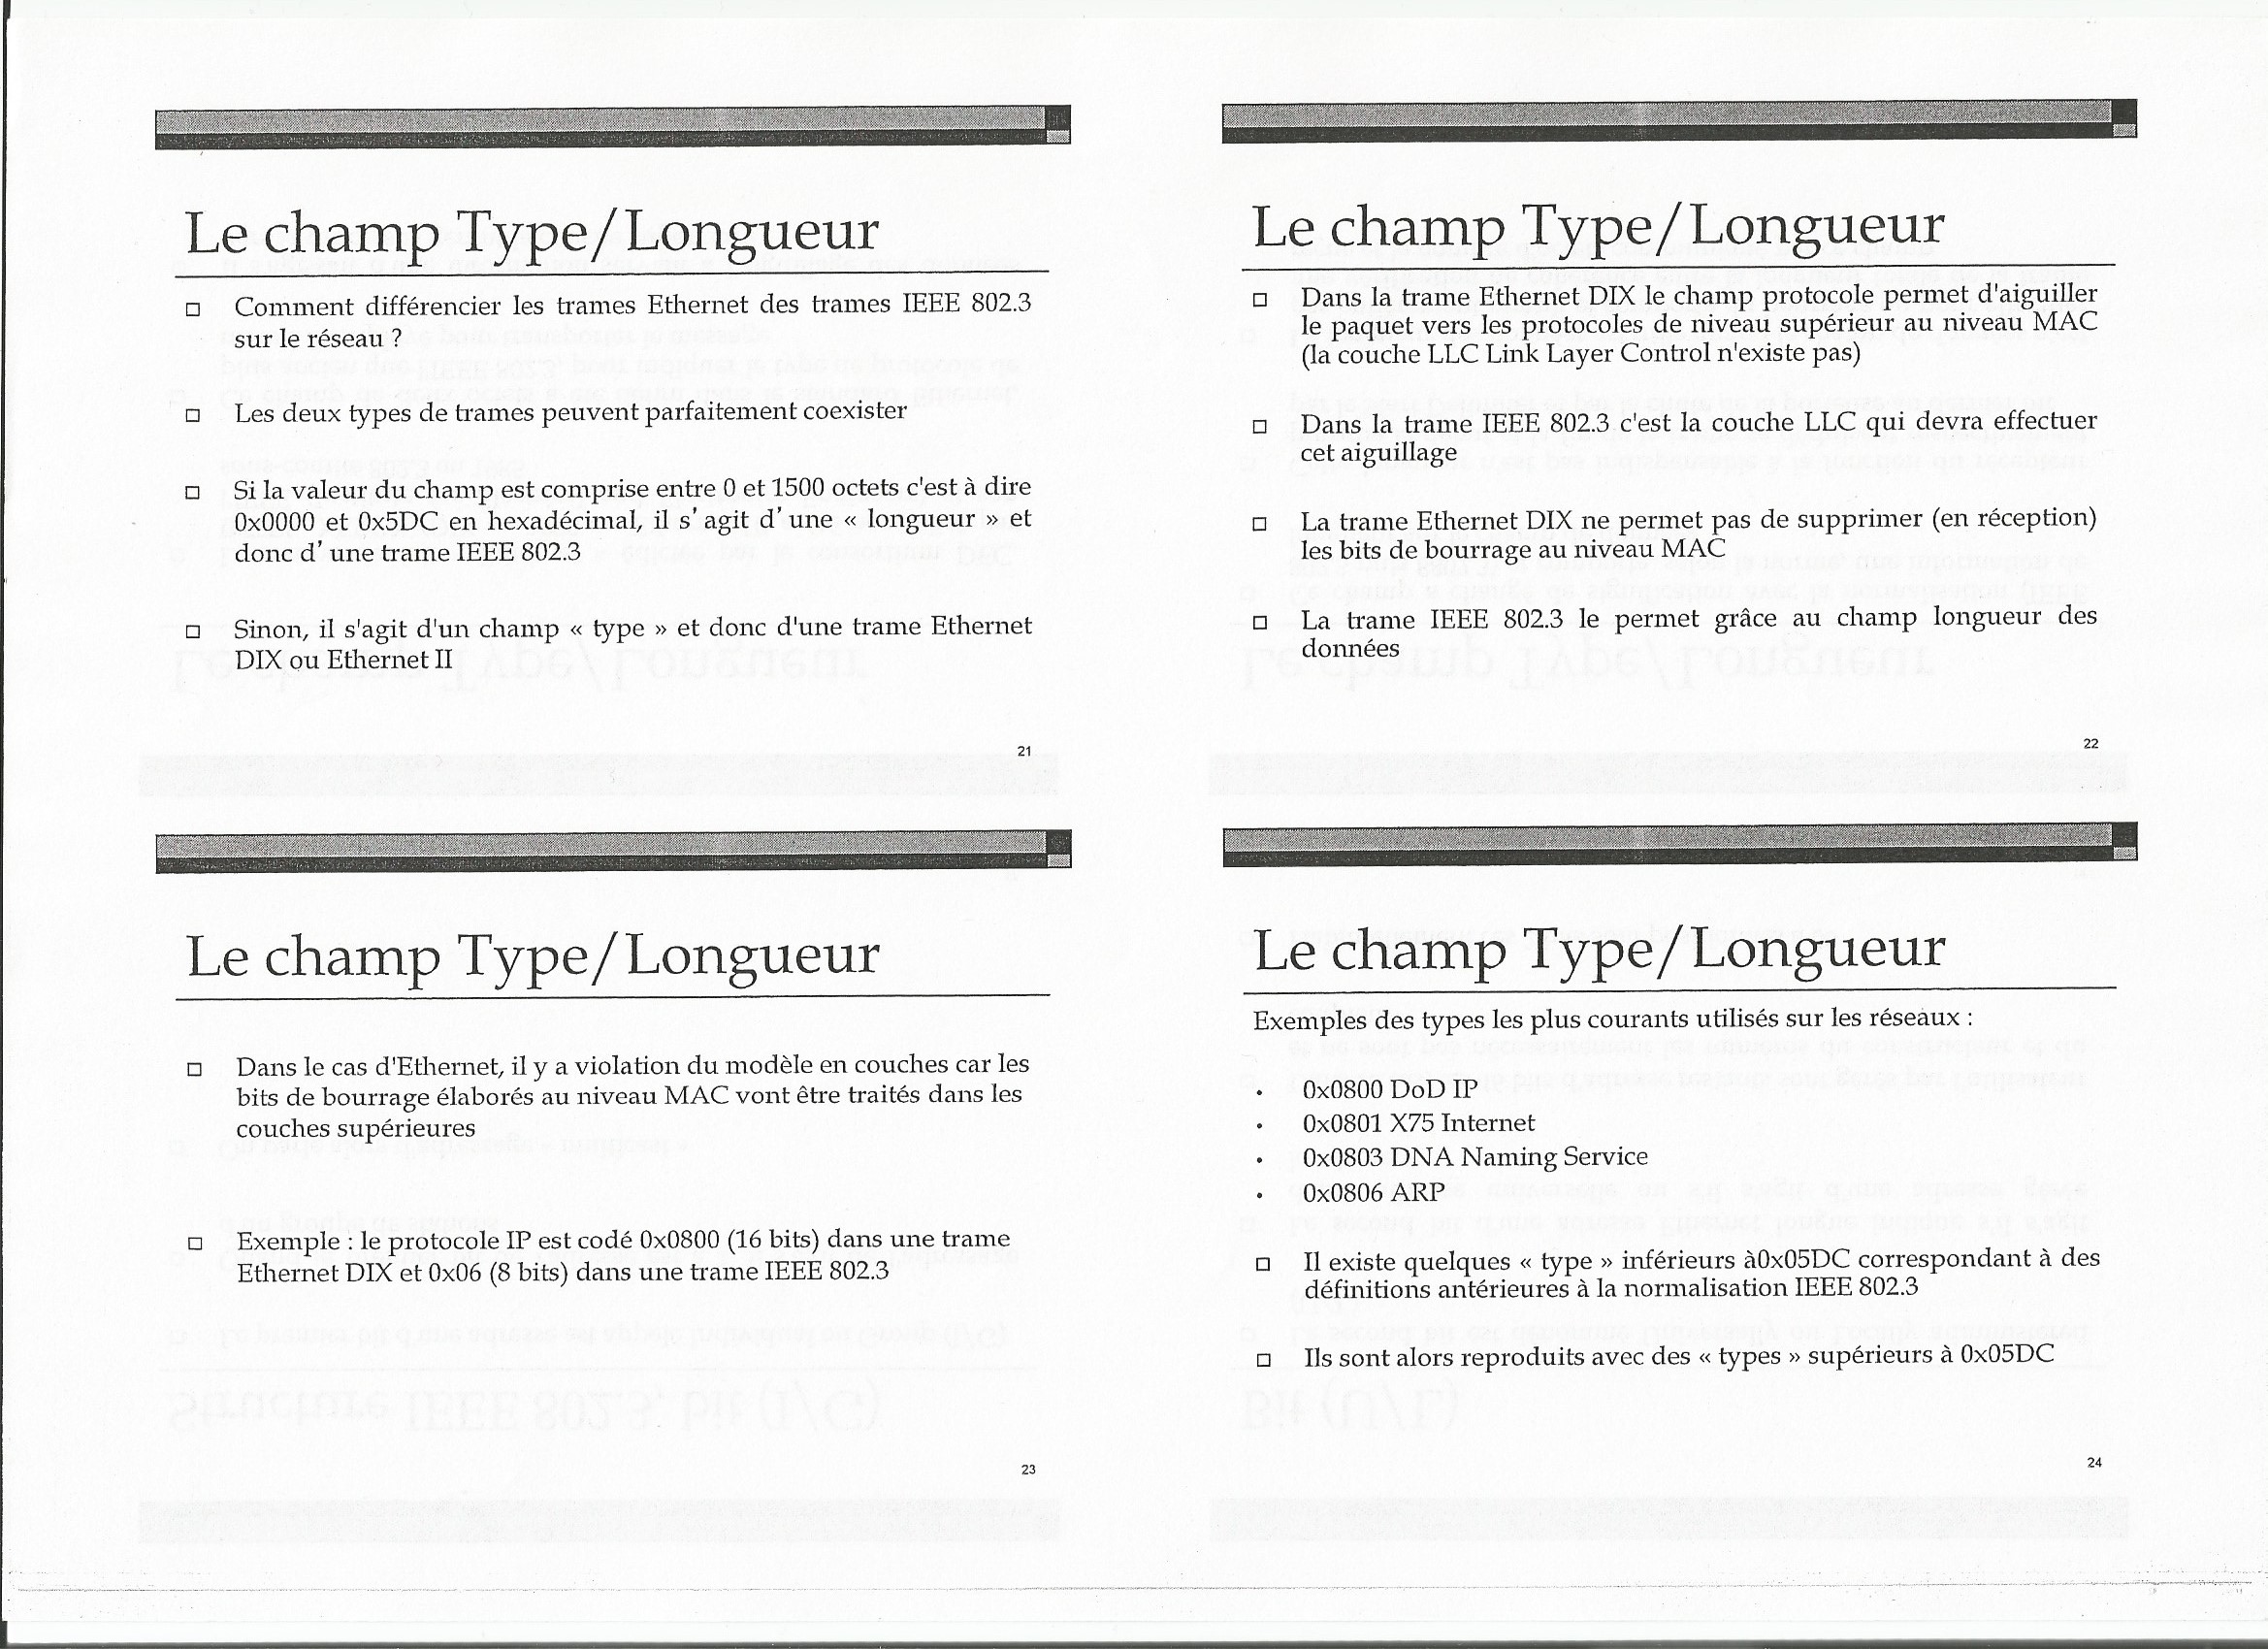 Le champ Type/Longueur
Comment différencier les trames Ethernet des trames IEEE 802.3
sur le réseau ?
Les deux types de trames peuvent parfaitement coexister
Si la valeur du champ est comprise entre 0 et 1500 octets c'est à dire
0x0000 et 0x5DC en hexadécimal, il s'agit d'une « longueur » et
donc d'une trame IEEE 802.3
Sinon, il s'agit d'un champ « type » et donc d'une trame Ethernet
DIX ou Ethernet II
21
Le champ Type/Longueur
Dans la trame Ethernet DIX le champ protocole permet d'aiguiller
le paquet vers les protocoles de niveau supérieur au niveau MAC
(la couche LLC Link Layer Control n'existe pas)
Dans la trame IEEE 802.3 c'est la couche LLC qui devra effectuer
cet aiguillage
La trame Ethernet DIX ne permet pas de supprimer (en réception)
les bits de bourrage au niveau MAC
La trame IEEE 802.3 le permet grâce au champ longueur des
données
22
Le champ Type/Longueur
Dans le cas d'Ethernet, il y a violation du modèle en couches car les
bits de bourrage élaborés au niveau MAC vont être traités dans les
couches supérieures
Exemple : le protocole IP est codé 0x0800 (16 bits) dans une trame
Ethernet DIX et 0x06 (8 bits) dans une trame IEEE 802.3
23
Le champ Type/Longueur
Exemples des types les plus courants utilisés sur les réseaux :
• 0x0800 DoD IP
• 0x0801 X75 Internet
• 0x0803 DNA Naming Service
• 0x0806 ARP
Il existe quelques « type » inférieurs à0x05DC correspondant à des
définitions antérieures à la normalisation IEEE 802.3
Ils sont alors reproduits avec des « types » supérieurs à 0x05DC
24